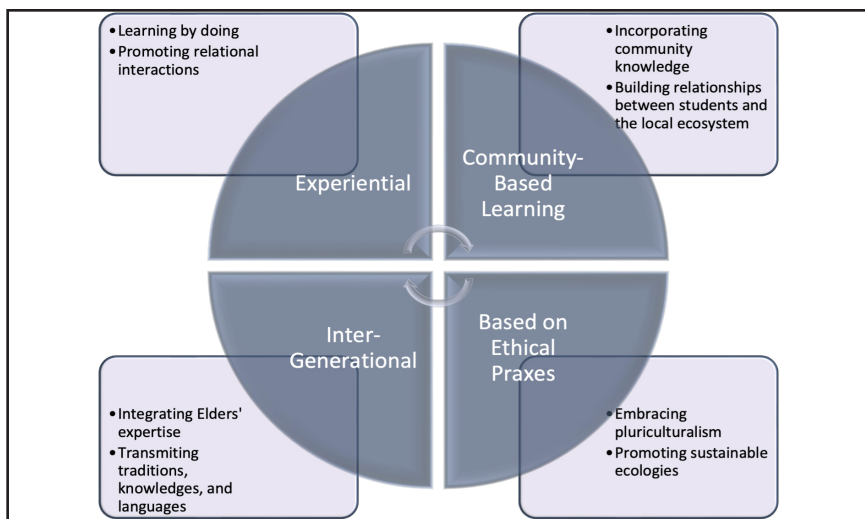 •Learning by doing
•Promoting relational
interactions
Experiential
•Incorporating
community
knowledge
•Building relationships
between students and
the local ecosystem
Community-
Based
Learning
Inter-
Generational
•Integrating Elders'
expertise
•Transmiting
traditions,
knowledges, and
languages
Based on
Ethical
Praxes
•Embracing
pluriculturalism
•Promoting sustainable
ecologies